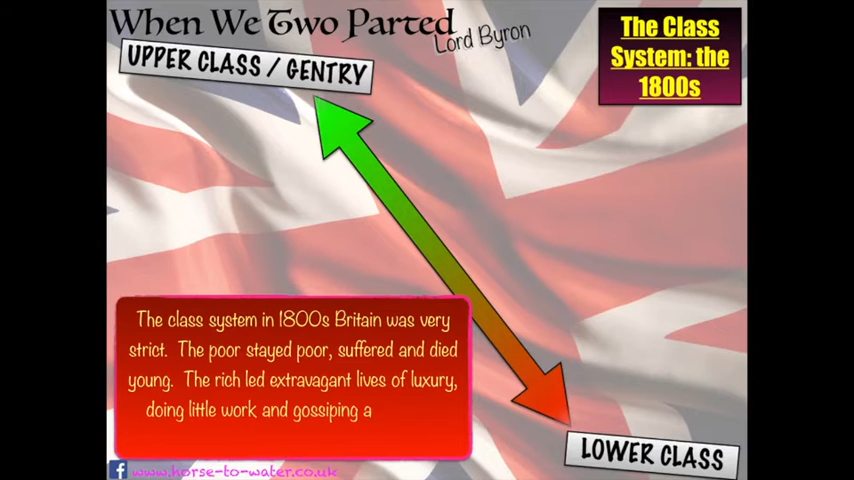 When We Two Parted
Lord Byron
The Class
System: the
1800s
UPPER CLASS / GENTRY
The class system in 1800s Britain was very
strict. The poor stayed poor, suffered and died
young. The rich led extravagant lives of luxury,
doing little work and gossiping a
LOWER CLASS
www.horse-to-water.co.uk